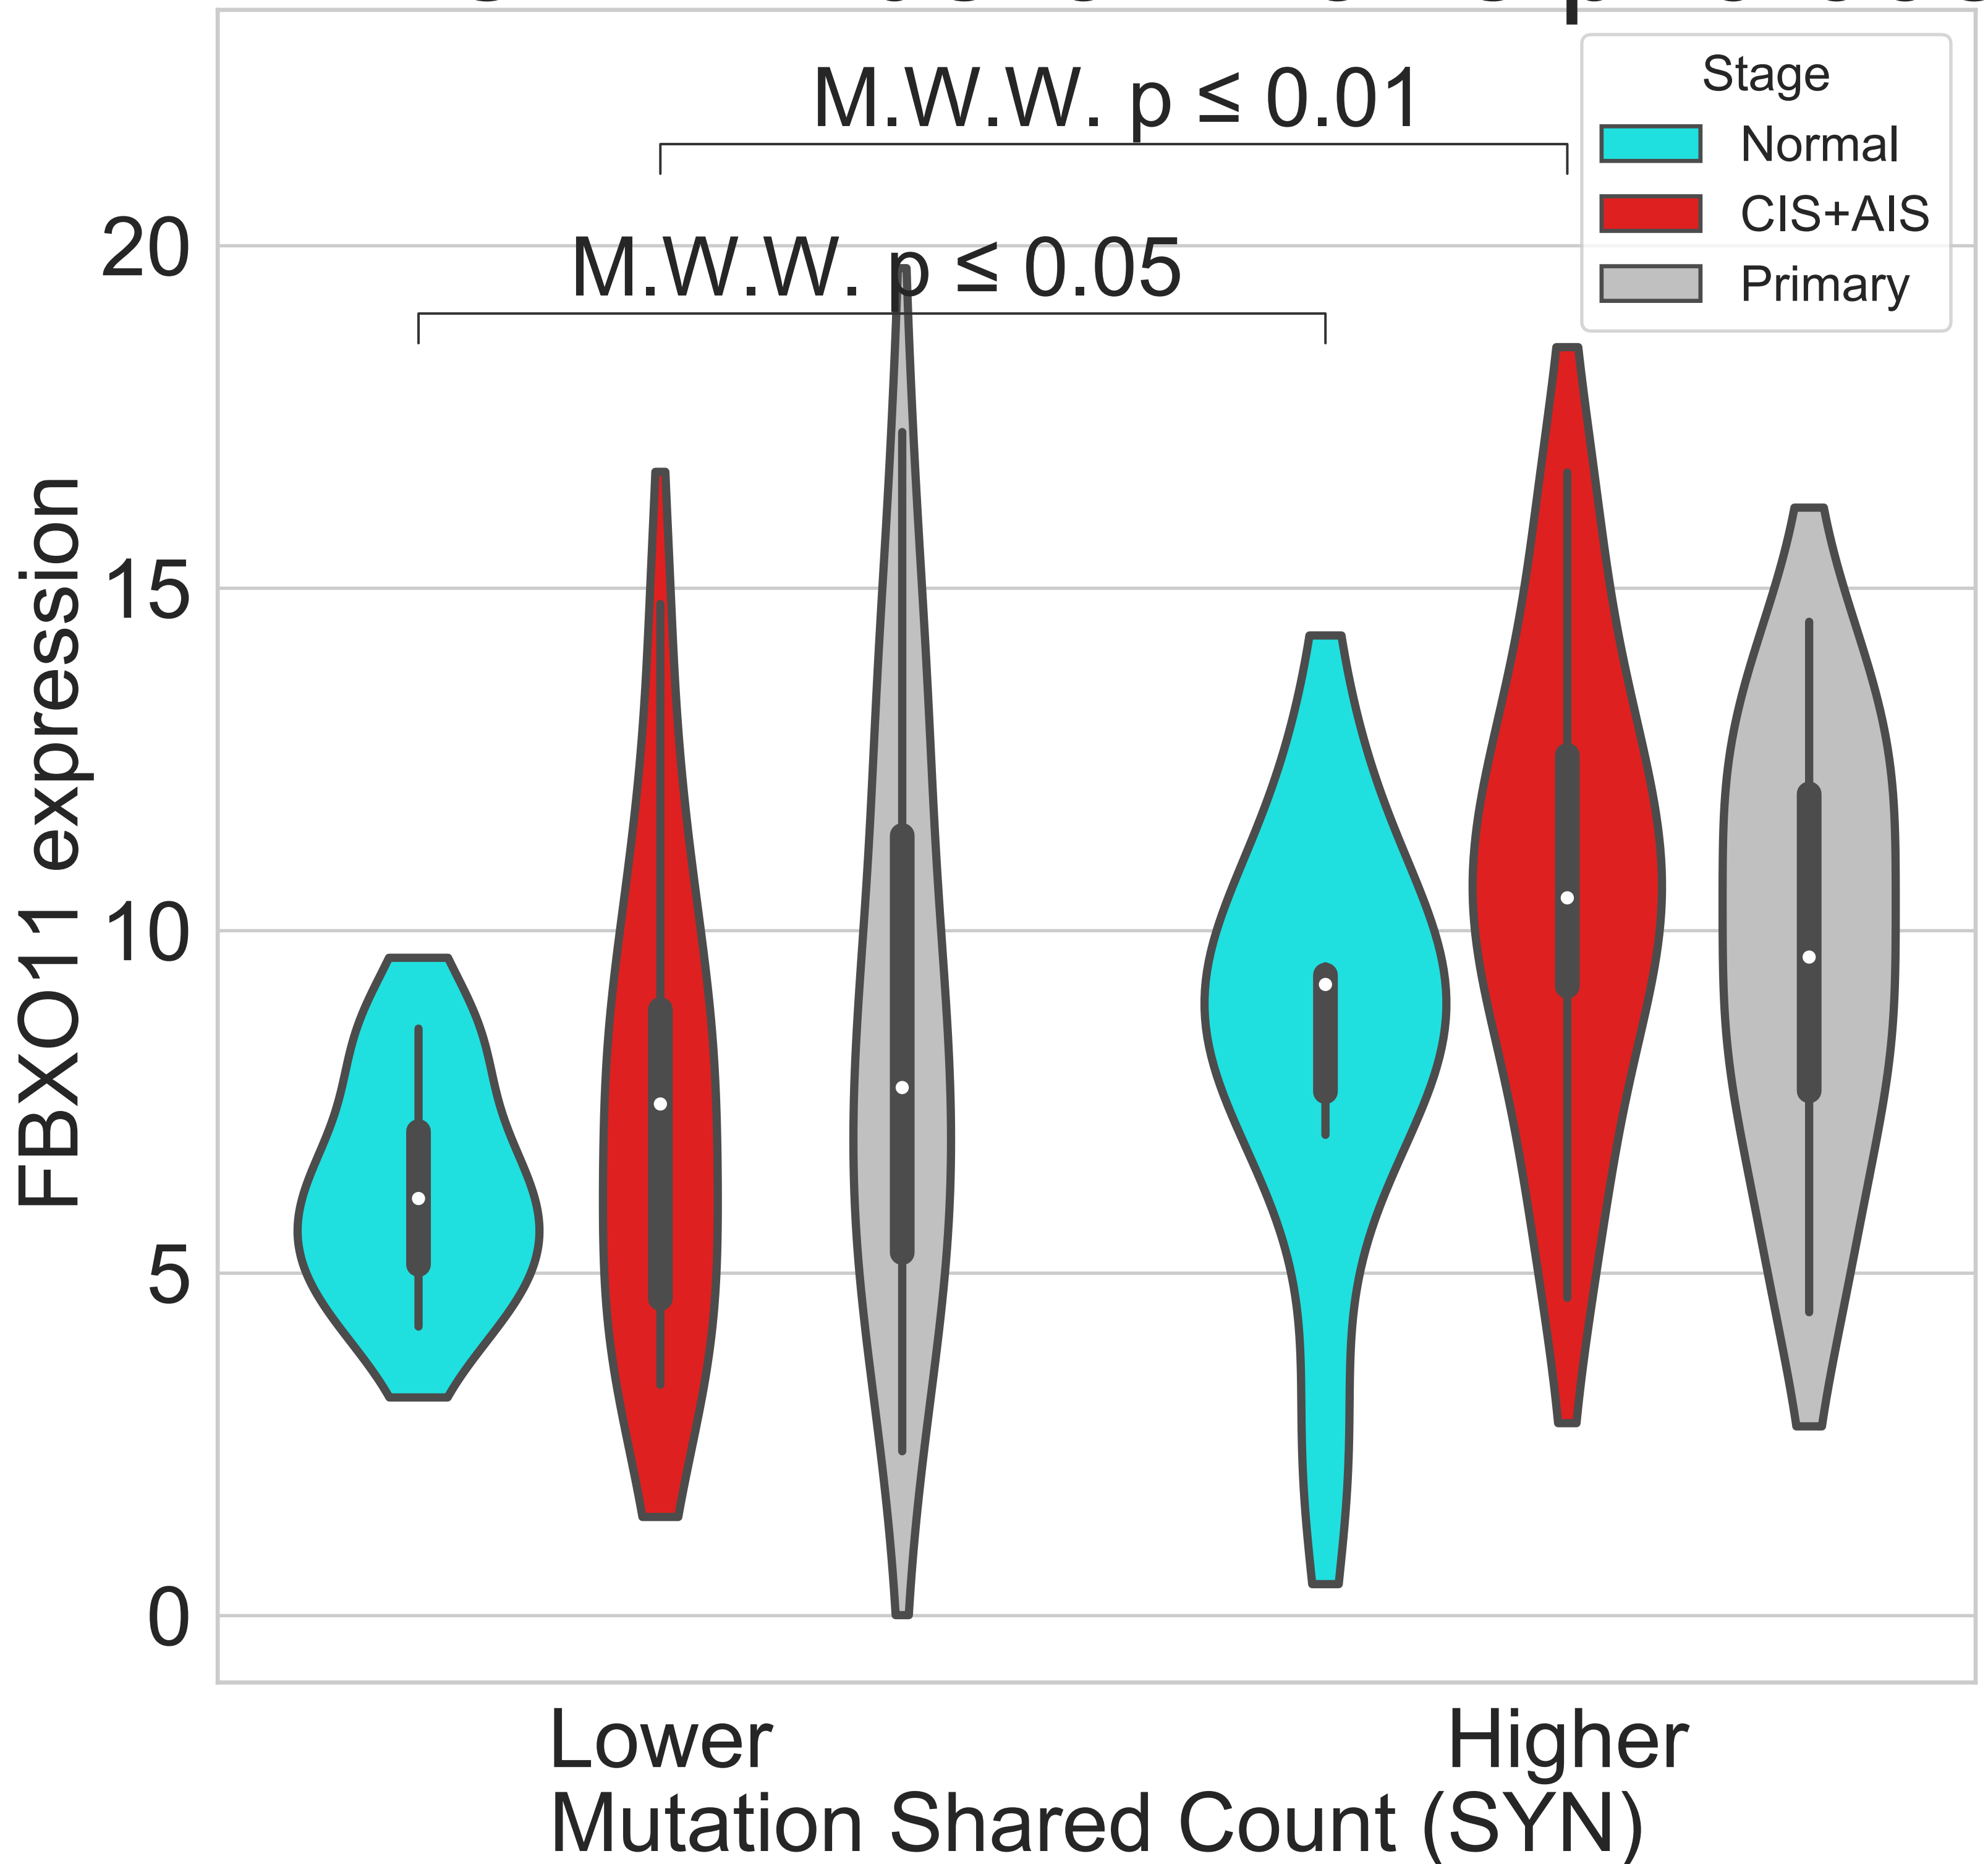 M.W.W. p ≤ 0.01
M.W.W. p ≤ 0.05
Stage
Normal
CIS+AIS
Primary
FBXO11 expression
20
15
10
5
0
Lower
Higher
Mutation Shared Count (SYN)